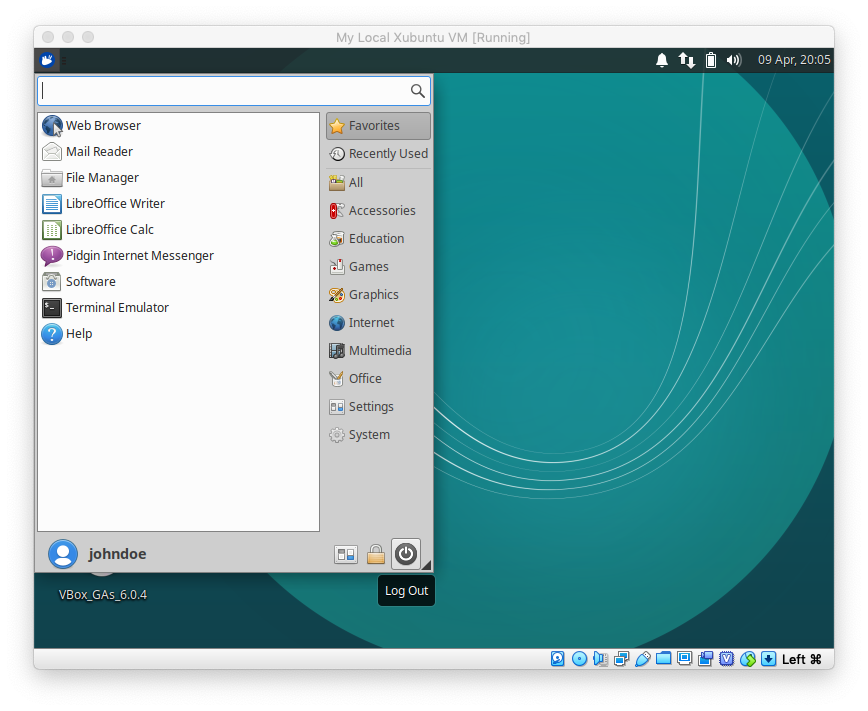 My Local Xubuntu VM [Running]
09 Apr, 20:05
Web Browser
Mail Reader
File Manager
LibreOffice Writer
LibreOffice Calc
Pidgin Internet Messenger
Software
Terminal Emulator
Help
Favorites
Recently Used
All
Accessories
Education
Games
Graphics
Internet
Multimedia
Office
Settings
System
johndoe
Log Out
VBox_GAs_6.0.4
Left ⌘